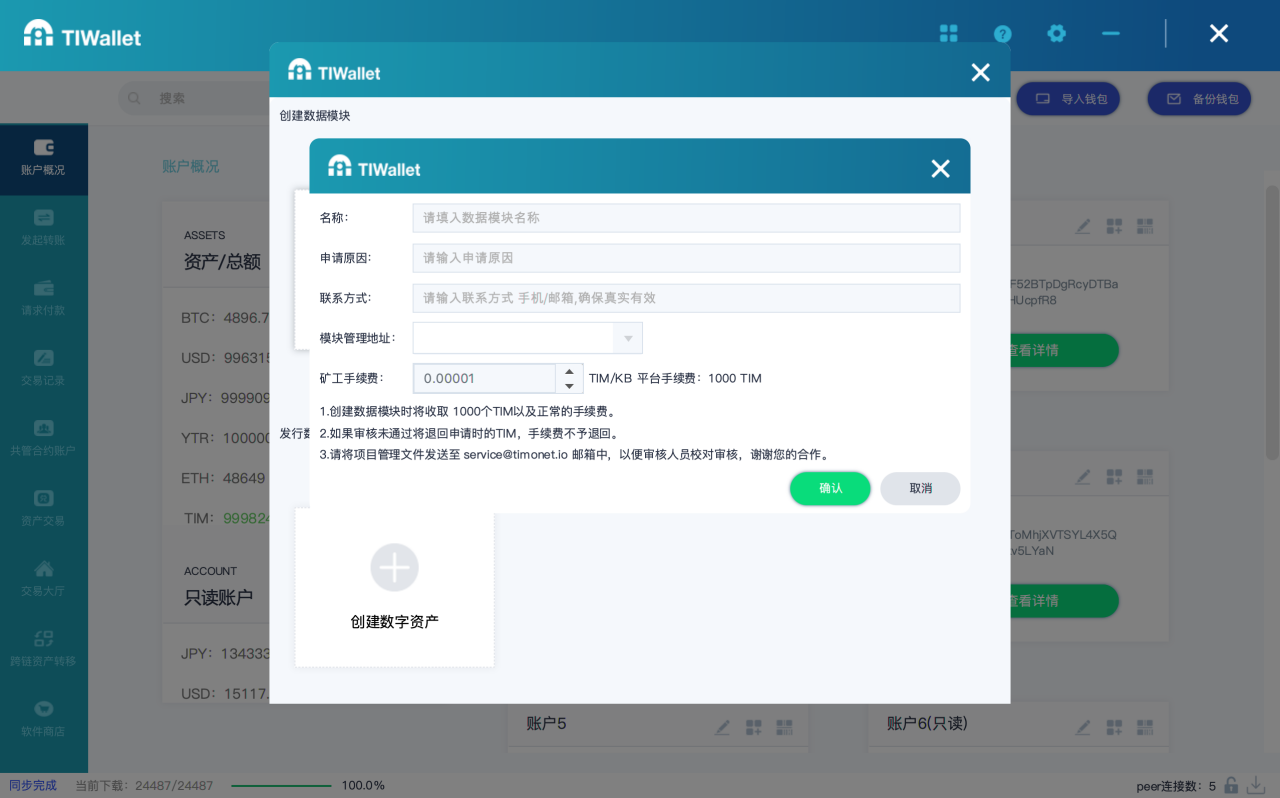 TIWallet
搜索
导入钱包
备份钱包
账户概况
发起转账
请求付款
交易记录
共管合约账户
资产交易
交易大厅
跨链资产转移
软件商店
账户概况
ASSETS
资产/总额
BTC: 4896.7
USD: 996315
JPY: 999909
YTR: 100000
ETH: 48649
TIM: 999824
ACCOUNT
只读账户
JPY: 134333
USD: 15117.
TIWallet
创建数据模块
TIWallet
名称:
请填入数据模块名称
申请原因:
请输入申请原因
联系方式:
请输入联系方式 手机/邮箱,确保真实有效
模块管理地址:
矿工手续费:
0.00001
TIM/KB 平台手续费: 1000 TIM
1.创建数据模块时将收取 1000个TIM以及正常的手续费。
2.如果审核未通过将退回申请时的TIM，手续费不予退回。
3.请将项目管理文件发送至 service@timonet.io 邮箱中，以便审核人员校对审核，谢谢您的合作。
确认
取消
发行数
创建数字资产
F52BTpDgRcyDTBa
HUcpfR8
查看详情
ToMhjXVTSYL4X5Q
v5LYaN
查看详情
账户5
账户6(只读)
同步完成
当前下载: 24487/24487
100.0%
peer连接数: 5